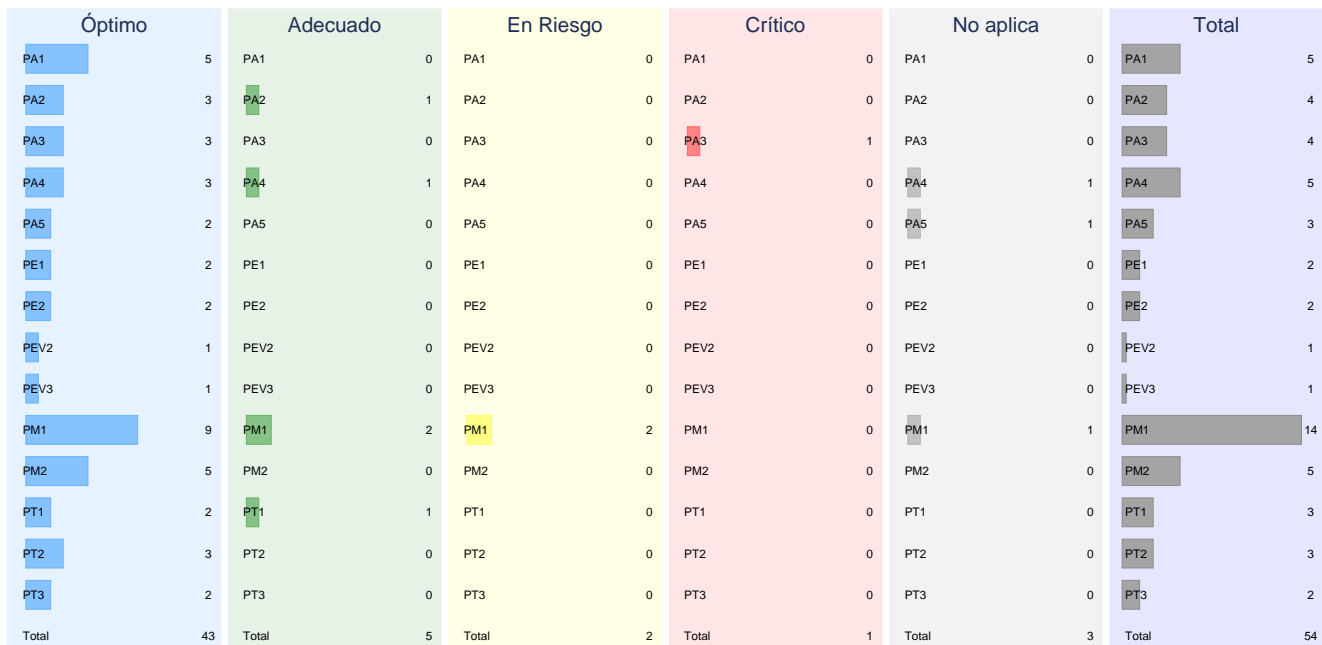 Óptimo Adecuado En Riesgo Crítico No aplica Total
PA1 5 PA1 0 PA1 0 PA1 0 PA1 0 PA1 5
PA2 3 PA2 1 PA2 0 PA2 0 PA2 0 PA2 4
PA3 3 PA3 0 PA3 0 PA3 1 PA3 0 PA3 4
PA4 3 PA4 1 PA4 0 PA4 0 PA4 1 PA4 5
PA5 2 PA5 0 PA5 0 PA5 0 PA5 1 PA5 3
PE1 2 PE1 0 PE1 0 PE1 0 PE1 0 PE1 2
PE2 2 PE2 0 PE2 0 PE2 0 PE2 0 PE2 2
PEV2 1 PEV2 0 PEV2 0 PEV2 0 PEV2 0 PEV2 1
PEV3 1 PEV3 0 PEV3 0 PEV3 0 PEV3 0 PEV3 1
PM1 9 PM1 2 PM1 2 PM1 0 PM1 1 PM1 14
PM2 5 PM2 0 PM2 0 PM2 0 PM2 0 PM2 5
PT1 2 PT1 1 PT1 0 PT1 0 PT1 0 PT1 3
PT2 3 PT2 0 PT2 0 PT2 0 PT2 0 PT2 3
PT3 2 PT3 0 PT3 0 PT3 0 PT3 0 PT3 2
Total 43 Total 5 Total 2 Total 1 Total 3 Total 54